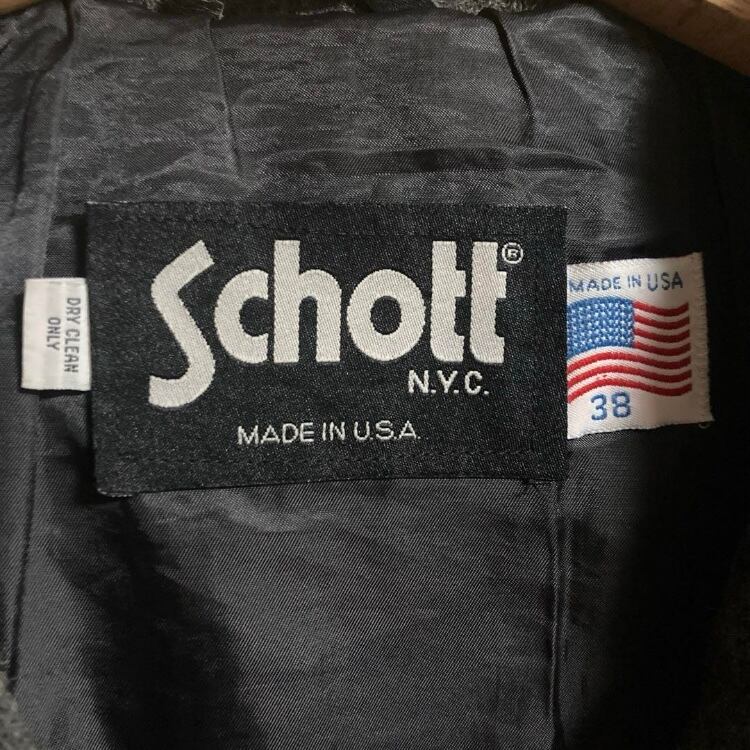 Schott®
N.Y.C.
MADE IN U.S.A.
DRY CLEAN
ONLY
MADE IN USA
38